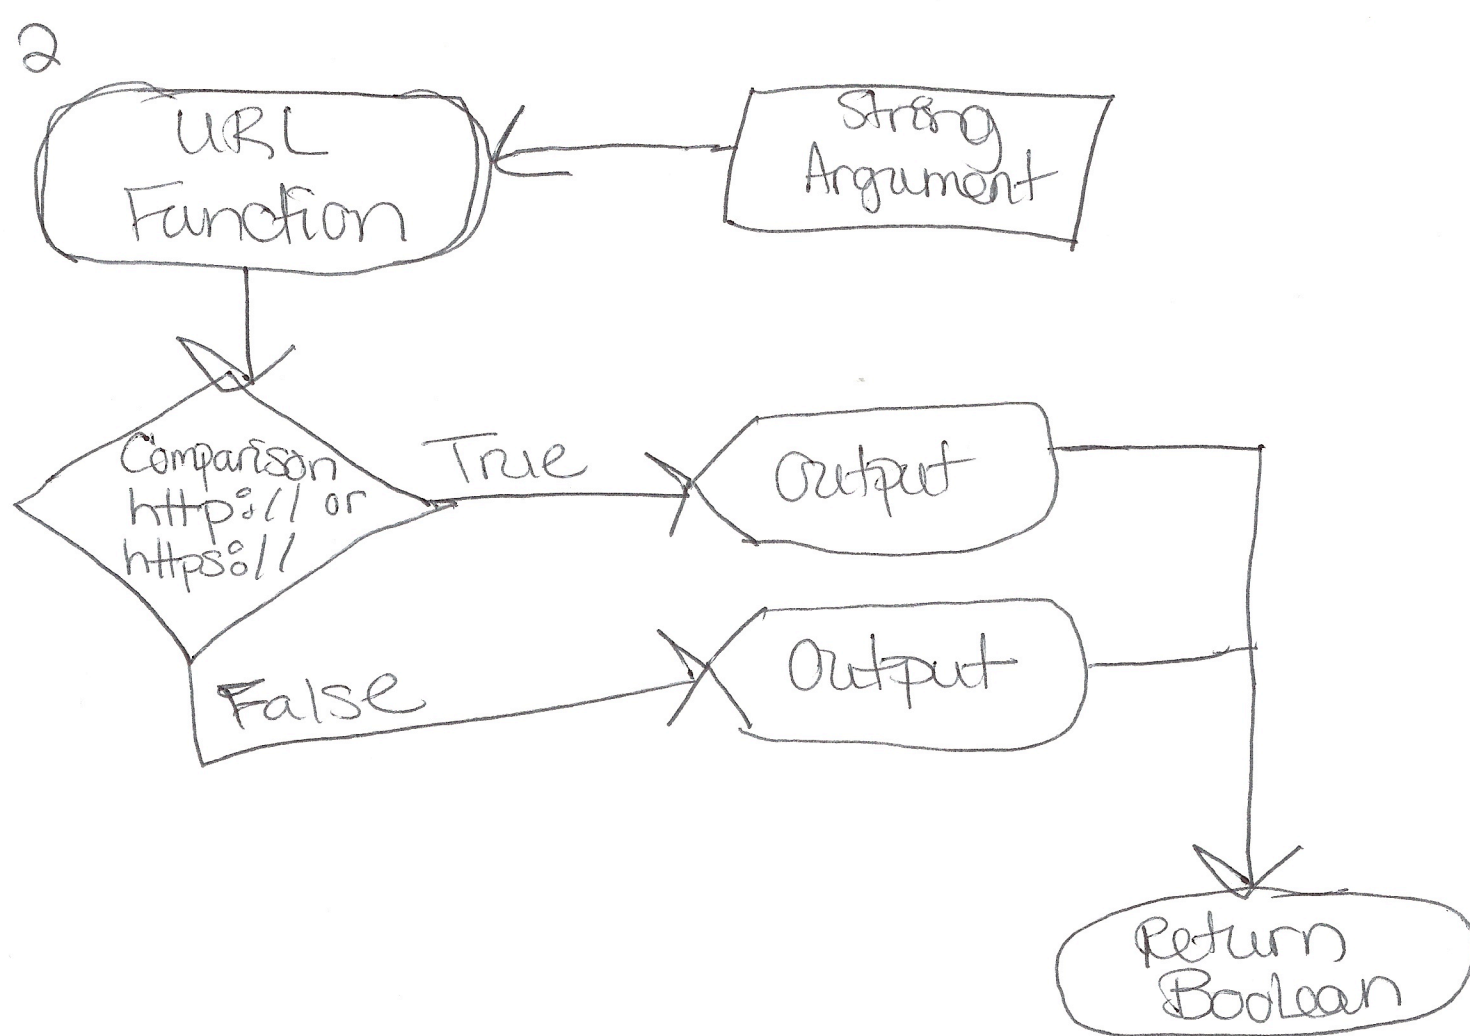 2
URL
Function
String
Argument
Comparison
http:// or
https://
True
Output
False
Output
Return
Boolean